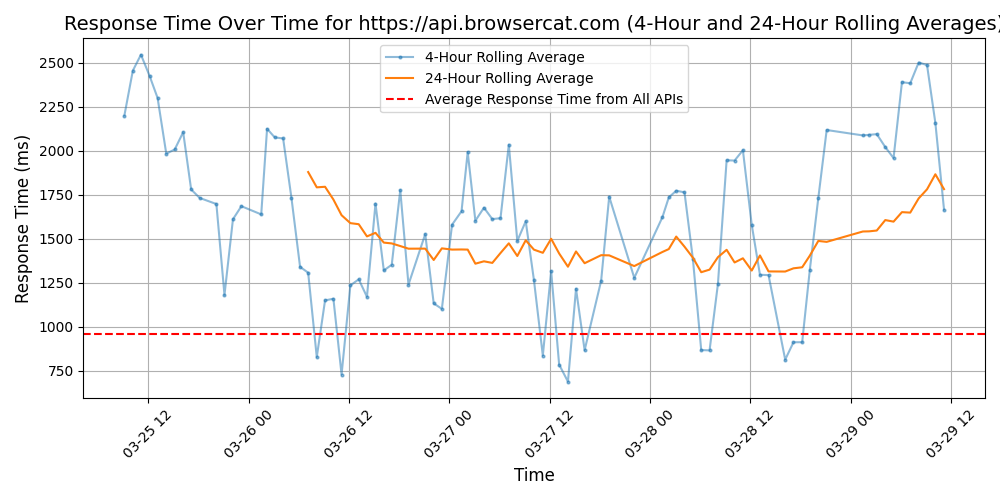 Response Time Over Time for https://api.browsercat.com (4-Hour and 24-Hour Rolling Averages)
4-Hour Rolling Average
24-Hour Rolling Average
Average Response Time from All APIs
Response Time (ms)
2500
2250
2000
1750
1500
1250
1000
750
03-25 12
03-26 00
03-26 12
03-27 00
03-27 12
03-28 00
03-28 12
03-29 00
03-29 12
Time